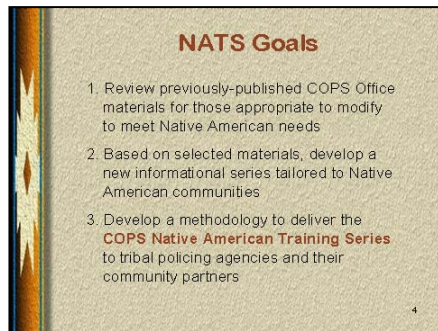 NATS Goals
1. Review previously-published COPS Office
materials for those appropriate to modify
to meet Native American needs
2. Based on selected materials, develop a
new informational series tailored to Native
American communities
3. Develop a methodology to deliver the
COPS Native American Training Series
to tribal policing agencies and their
community partners
4